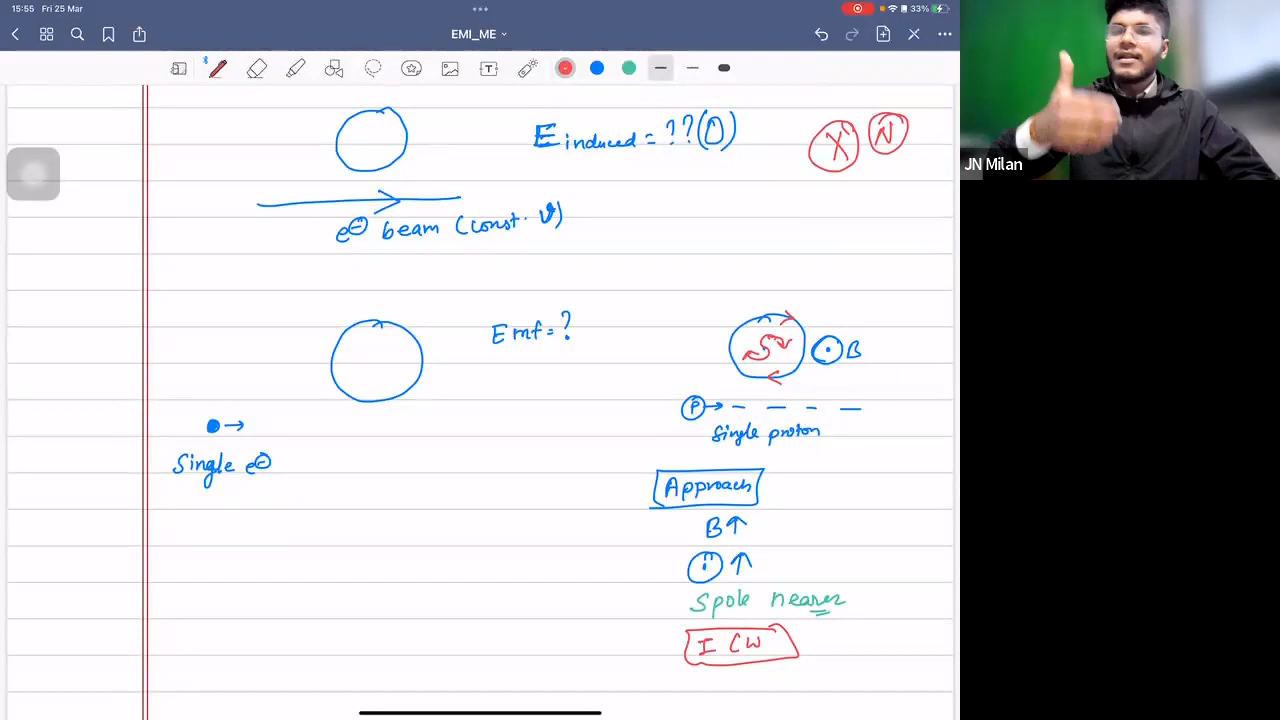 15:55 Fri 25 Mar
33%
EMI_ME
E induced = ??(0)
X N
JN Milan
e⊖ beam (const. v)
Emf = ?
S
B
P
Single proton
Single e⊖
Approach
B↑
⊙↑
Spole nearer
I CW